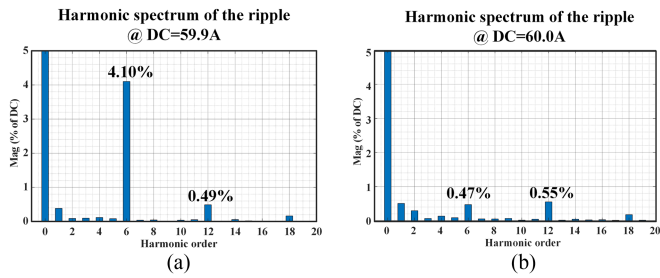 Harmonic spectrum of the ripple
@ DC=59.9A
5
4
3
2
1
0
Mag (% of DC)
4.10%
0.49%
0 2 4 6 8 10 12 14 16 18 20
Harmonic order
(a)
Harmonic spectrum of the ripple
@ DC=60.0A
5
4
3
2
1
0
Mag (% of DC)
0.47%
0.55%
0 2 4 6 8 10 12 14 16 18 20
Harmonic order
(b)